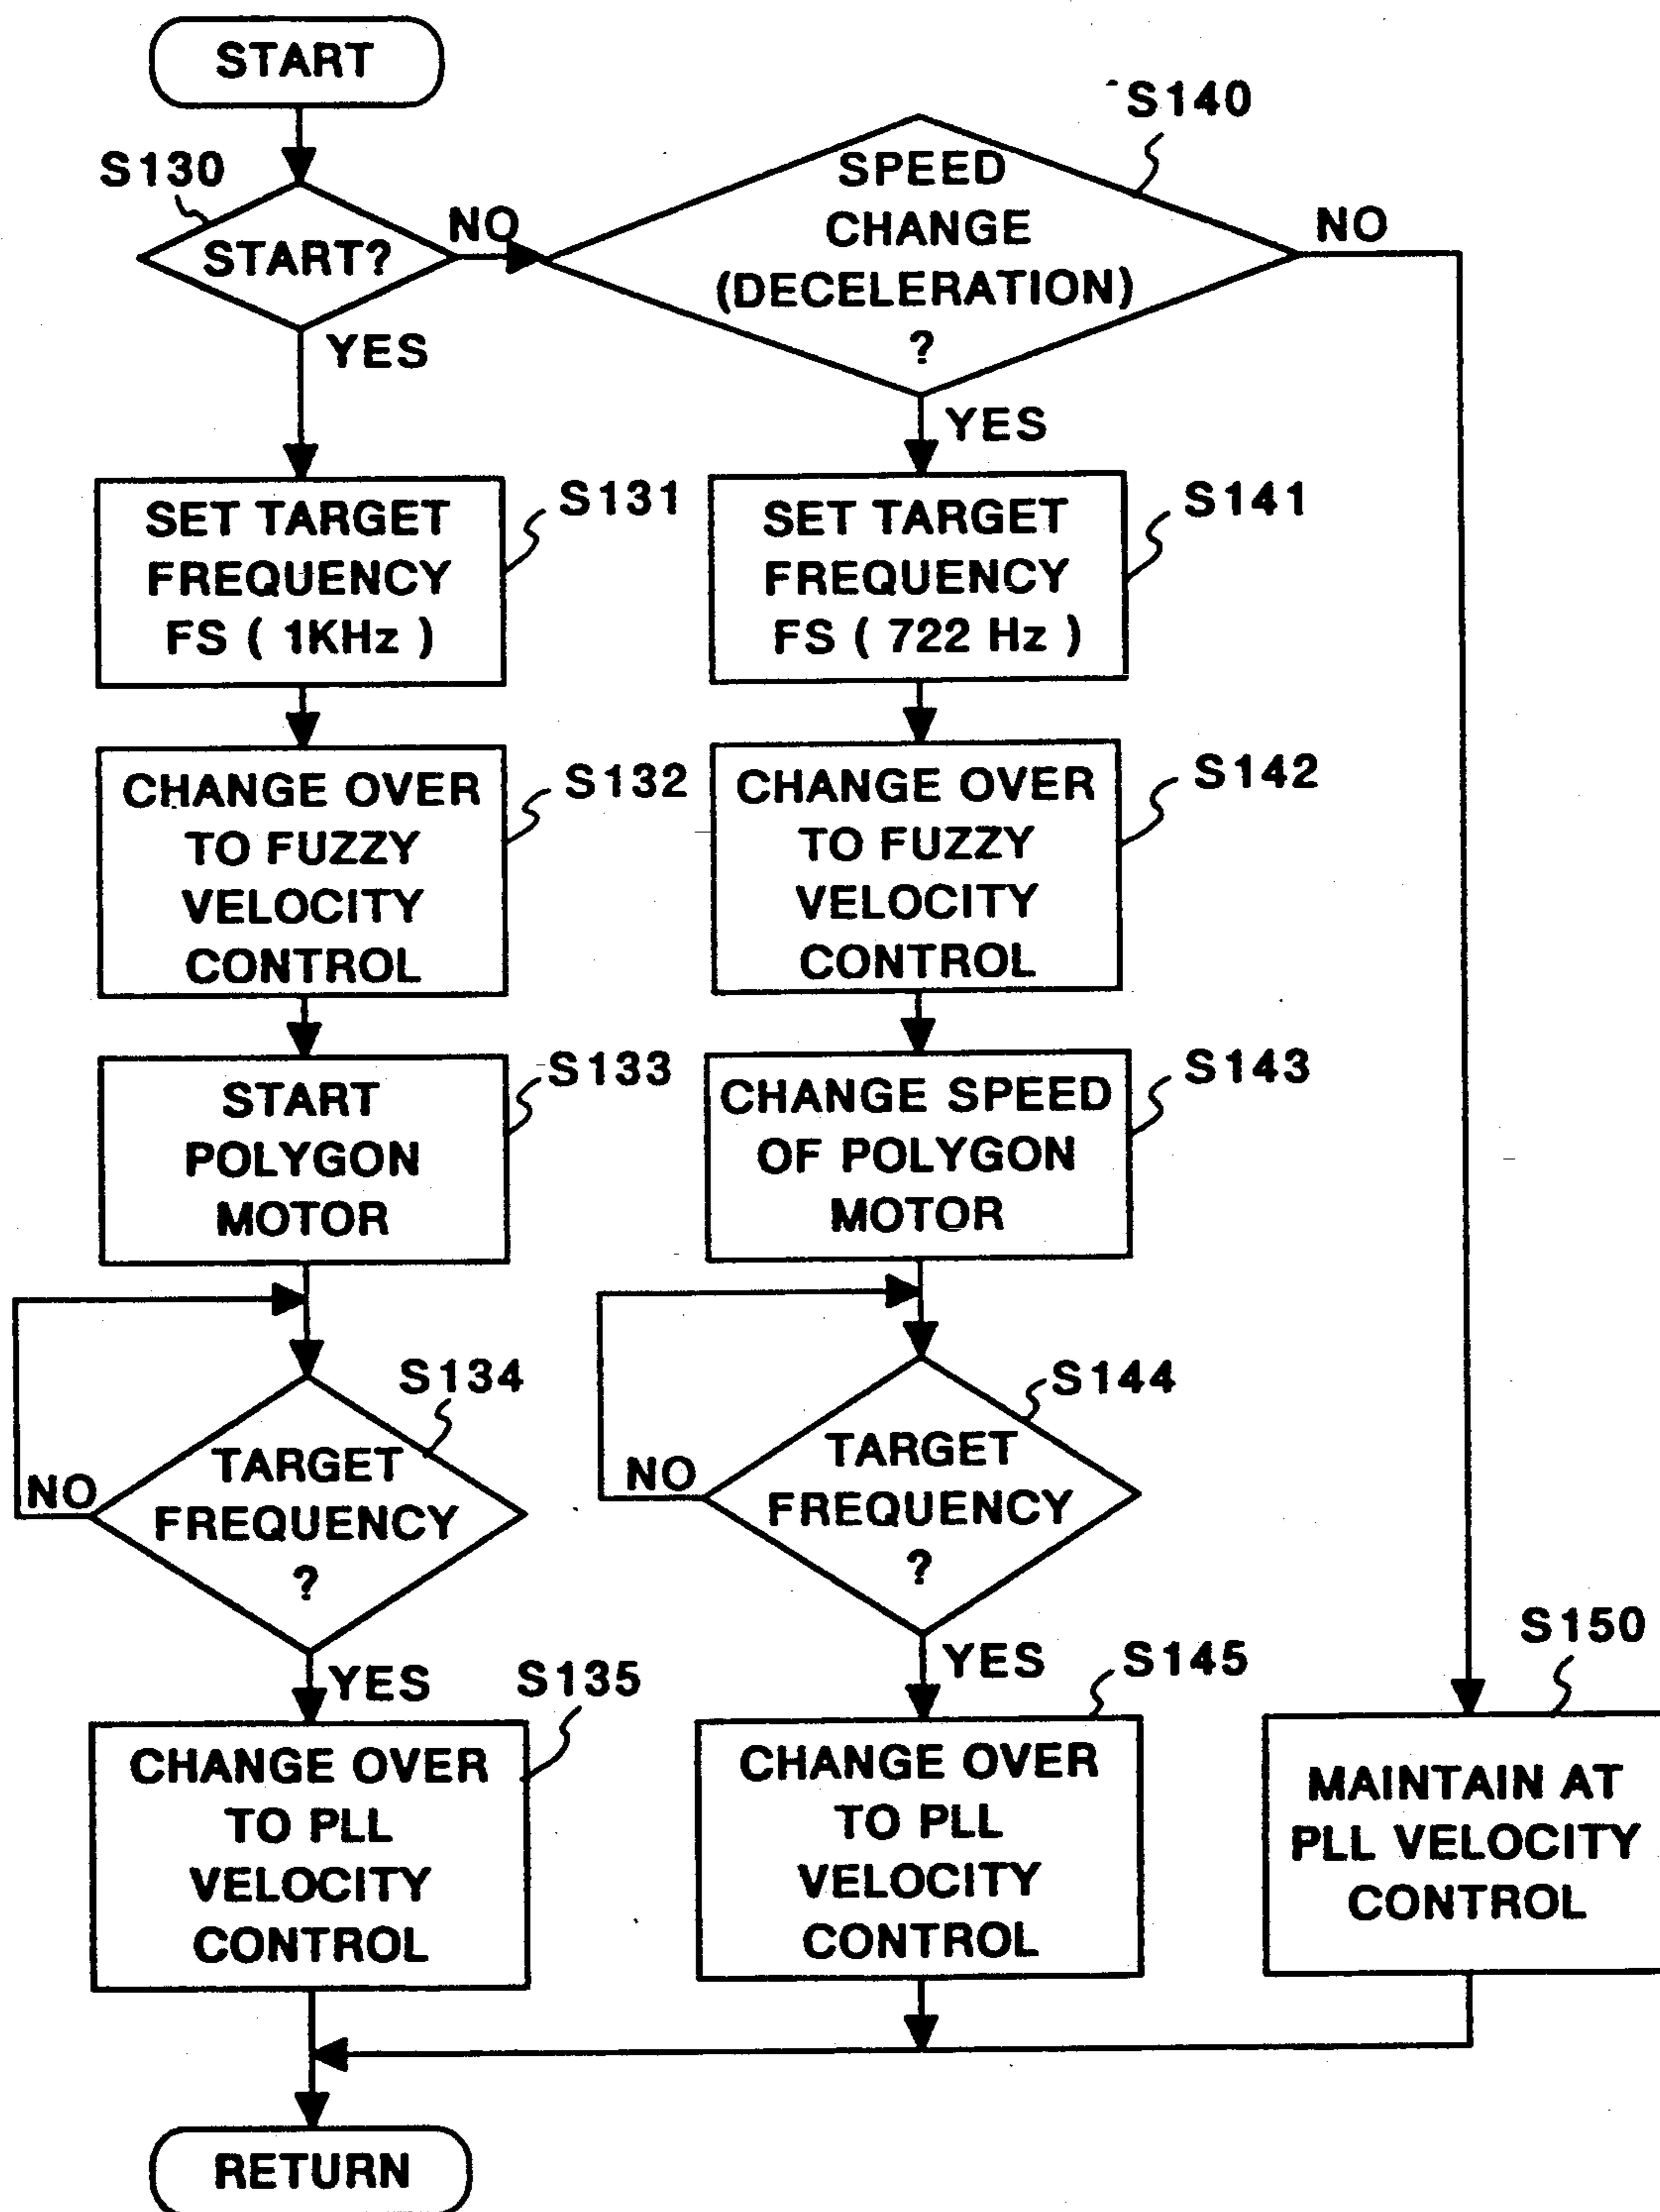 START
S130
START?
NO
YES
S140
SPEED
CHANGE
(DECELERATION)
?
NO
YES
SET TARGET
FREQUENCY
FS ( 1KHz )
S131
SET TARGET
FREQUENCY
FS ( 722 Hz )
S141
CHANGE OVER
TO FUZZY
VELOCITY
CONTROL
S132
CHANGE OVER
TO FUZZY
VELOCITY
CONTROL
S142
START
POLYGON
MOTOR
S133
CHANGE SPEED
OF POLYGON
MOTOR
S143
S134
TARGET
FREQUENCY
?
NO
YES
S144
TARGET
FREQUENCY
?
NO
YES
S135
CHANGE OVER
TO PLL
VELOCITY
CONTROL
S145
CHANGE OVER
TO PLL
VELOCITY
CONTROL
S150
MAINTAIN AT
PLL VELOCITY
CONTROL
RETURN